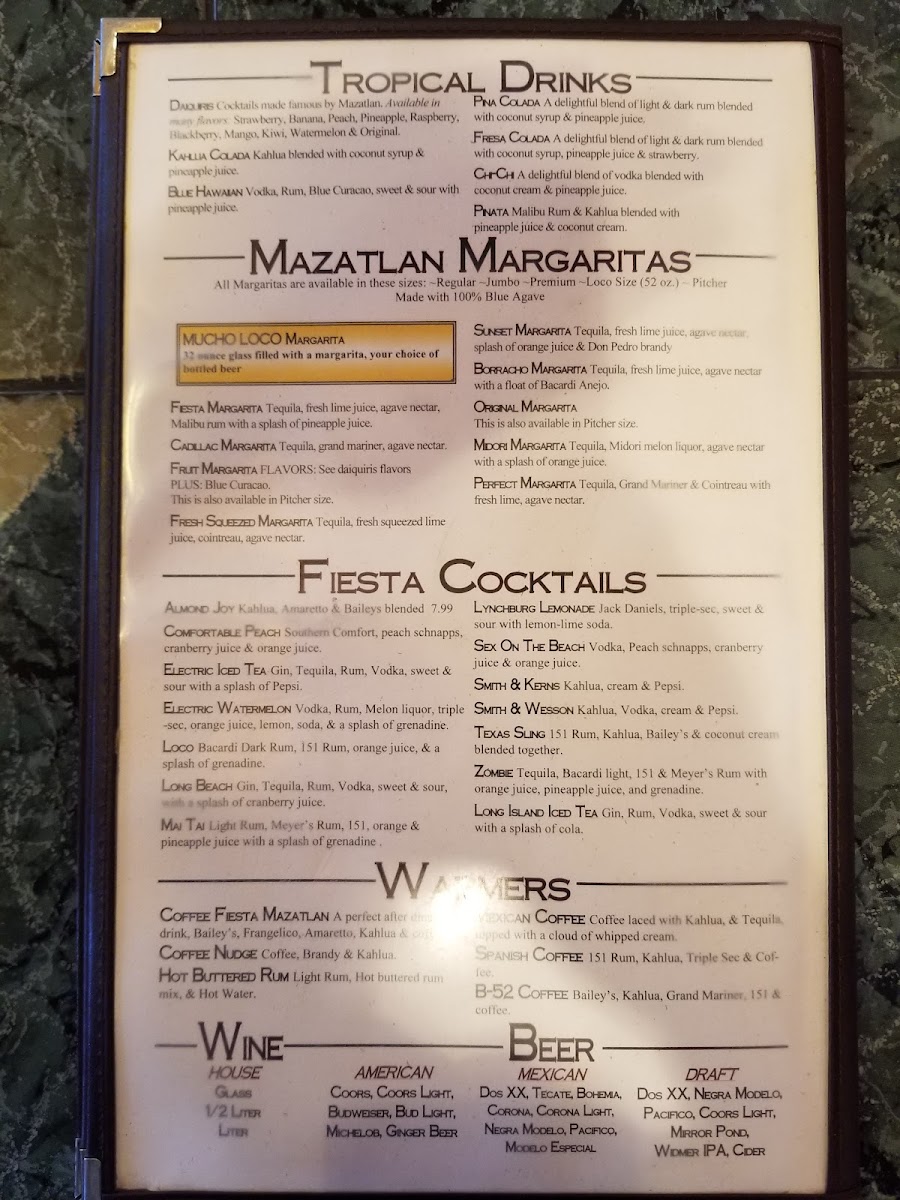 TROPICAL DRINKS
DAIQUIRIS Cocktails made famous by Mazatlan. Available in
many flavors: Strawberry, Banana, Peach, Pineapple, Raspberry,
Blackberry, Mango, Kiwi, Watermelon & Original.
KAHLUA COLADA Kahlua blended with coconut syrup &
pineapple juice.
BLUE HAWAIIAN Vodka, Rum, Blue Curacao, sweet & sour with
pineapple juice.
PINA COLADA A delightful blend of light & dark rum blended
with coconut syrup & pineapple juice.
FRESA COLADA A delightful blend of light & dark rum blended
with coconut syrup, pineapple juice & strawberry.
CHI-CHI A delightful blend of vodka blended with
coconut cream & pineapple juice.
PINATA Malibu Rum & Kahlua blended with
pineapple juice & coconut cream.
MAZATLAN MARGARITAS
All Margaritas are available in these sizes: ~Regular ~Jumbo ~Premium ~Loco Size (52 oz.) ~ Pitcher
Made with 100% Blue Agave
MUCHO LOCO MARGARITA
32 ounce glass filled with a margarita, your choice of
bottled beer
FIESTA MARGARITA Tequila, fresh lime juice, agave nectar,
Malibu rum with a splash of pineapple juice.
CADILLAC MARGARITA Tequila, grand mariner, agave nectar.
FRUIT MARGARITA FLAVORS: See daiquiris flavors
PLUS: Blue Curacao.
This is also available in Pitcher size.
FRESH SQUEEZED MARGARITA Tequila, fresh squeezed lime
juice, cointreau, agave nectar.
SUNSET MARGARITA Tequila, fresh lime juice, agave nectar,
splash of orange juice & Don Pedro brandy
BORRACHO MARGARITA Tequila, fresh lime juice, agave nectar
with a float of Bacardi Anejo.
ORIGINAL MARGARITA
This is also available in Pitcher size.
MIDORI MARGARITA Tequila, Midori melon liquor, agave nectar
with a splash of orange juice.
PERFECT MARGARITA Tequila, Grand Mariner & Cointreau with
fresh lime, agave nectar.
FIESTA COCKTAILS
ALMOND JOY Kahlua, Amaretto & Baileys blended 7.99
COMFORTABLE PEACH Southern Comfort, peach schnapps,
cranberry juice & orange juice.
ELECTRIC ICED TEA Gin, Tequila, Rum, Vodka, sweet &
sour with a splash of Pepsi.
ELECTRIC WATERMELON Vodka, Rum, Melon liquor, triple
-sec, orange juice, lemon, soda, & a splash of grenadine.
LOCO Bacardi Dark Rum, 151 Rum, orange juice, & a
splash of grenadine.
LONG BEACH Gin, Tequila, Rum, Vodka, sweet & sour,
with a splash of cranberry juice.
MAI TAI Light Rum, Meyer's Rum, 151, orange &
pineapple juice with a splash of grenadine .
LYNCHBURG LEMONADE Jack Daniels, triple-sec, sweet &
sour with lemon-lime soda.
SEX ON THE BEACH Vodka, Peach schnapps, cranberry
juice & orange juice.
SMITH & KERNS Kahlua, cream & Pepsi.
SMITH & WESSON Kahlua, Vodka, cream & Pepsi.
TEXAS SLING 151 Rum, Kahlua, Bailey's & coconut cream
blended together.
ZOMBIE Tequila, Bacardi light, 151 & Meyer's Rum with
orange juice, pineapple juice, and grenadine.
LONG ISLAND ICED TEA Gin, Rum, Vodka, sweet & sour
with a splash of cola.
WARMERS
COFFEE FIESTA MAZATLAN A perfect after
drink, Bailey's, Frangelico, Amaretto, Kahlua &
COFFEE NUDGE Coffee, Brandy & Kahlua.
HOT BUTTERED RUM Light Rum, Hot buttered rum
mix, & Hot Water.
MEXICAN COFFEE Coffee laced with Kahlua, & Tequila,
topped with a cloud of whipped cream.
SPANISH COFFEE 151 Rum, Kahlua, Triple Sec & Cof-
fee.
B-52 COFFEE Bailey's, Kahlua, Grand Mariner, 151 &
coffee.
WINE
HOUSE
GLASS
1/2 LITER
LITER
BEER
AMERICAN
COORS, COORS LIGHT,
BUDWEISER, BUD LIGHT,
MICHELOB, GINGER BEER
MEXICAN
DOS XX, TECATE, BOHEMIA,
CORONA, CORONA LIGHT,
NEGRA MODELO, PACIFICO,
MODELO ESPECIAL
DRAFT
DOS XX, NEGRA MODELO,
PACIFICO, COORS LIGHT,
MIRROR POND,
WIDMER IPA, CIDER